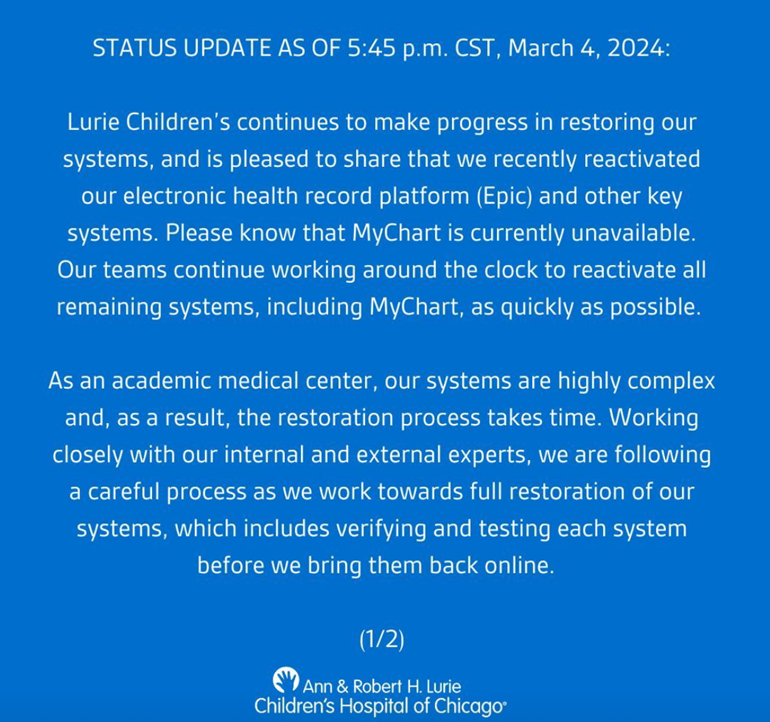 STATUS UPDATE AS OF 5:45 p.m. CST, March 4, 2024:
Lurie Children's continues to make progress in restoring our
systems, and is pleased to share that we recently reactivated
our electronic health record platform (Epic) and other key
systems. Please know that MyChart is currently unavailable.
Our teams continue working around the clock to reactivate all
remaining systems, including MyChart, as quickly as possible.
As an academic medical center, our systems are highly complex
and, as a result, the restoration process takes time. Working
closely with our internal and external experts, we are following
a careful process as we work towards full restoration of our
systems, which includes verifying and testing each system
before we bring them back online.
(1/2)
Ann & Robert H. Lurie
Children's Hospital of Chicago®